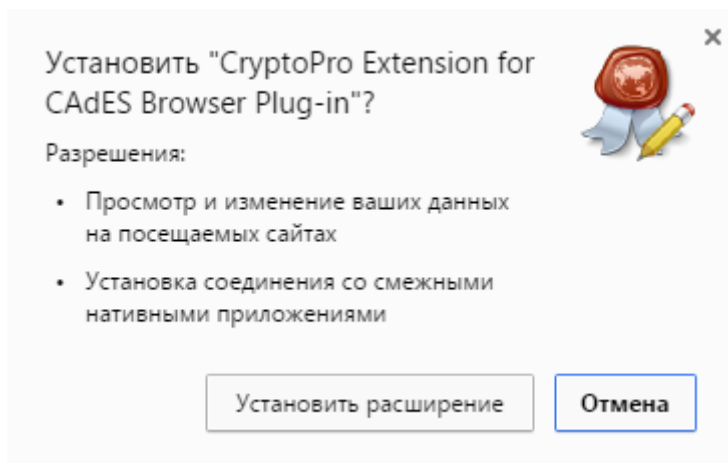 Установить "CryptoPro Extension for
CAdES Browser Plug-in"?
Разрешения:
• Просмотр и изменение ваших данных
на посещаемых сайтах
• Установка соединения со смежными
нативными приложениями
Установить расширение
Отмена